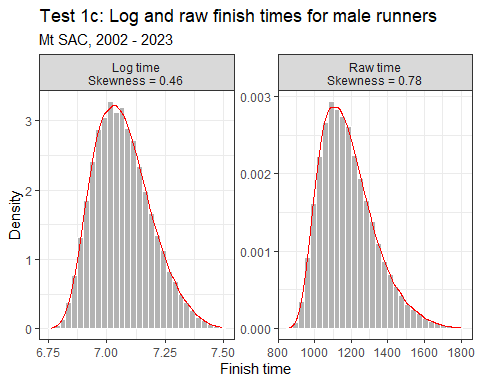 Test 1c: Log and raw finish times for male runners
Mt SAC, 2002 - 2023
Log time
Skewness = 0.46
Raw time
Skewness = 0.78
Density
3
2
1
0
0.003
0.002
0.001
0.000
6.75 7.00 7.25 7.50
800 1000 1200 1400 1600 1800
Finish time